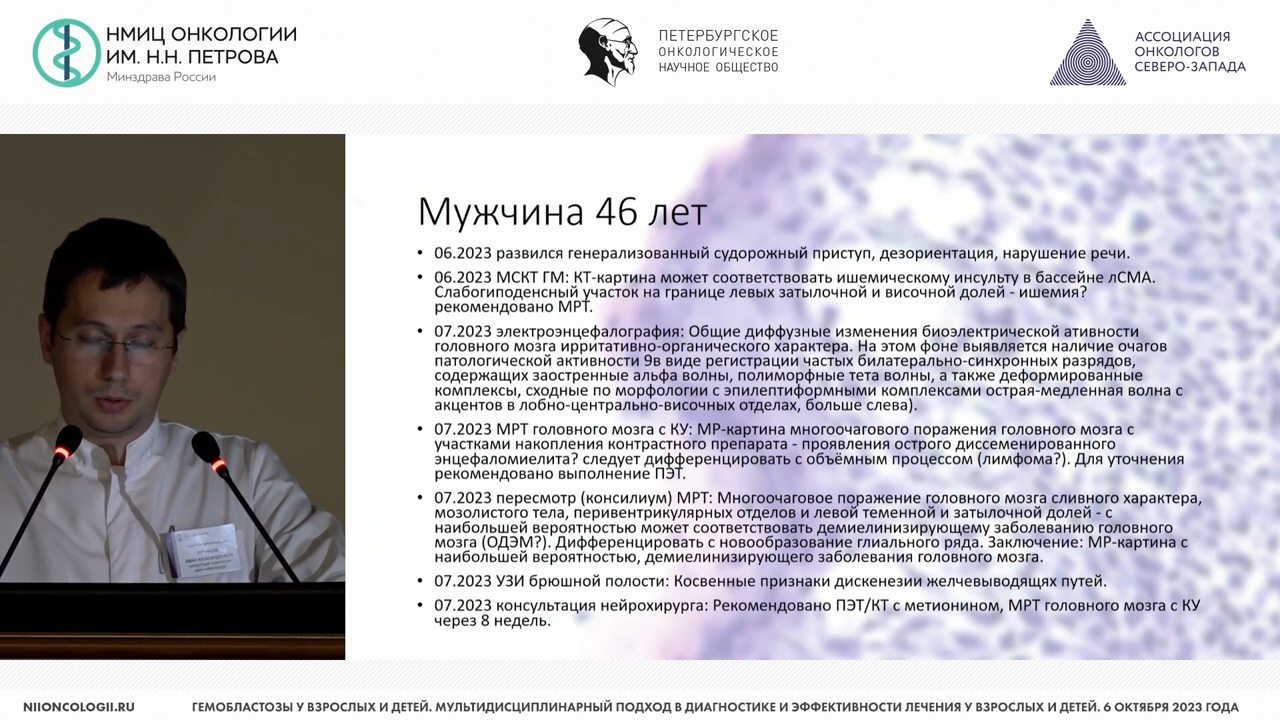 НМИЦ ОНКОЛОГИИ
ИМ. Н.Н. ПЕТРОВА
Минздрава России
ПЕТЕРБУРГСКОЕ
ОНКОЛОГИЧЕСКОЕ
НАУЧНОЕ ОБЩЕСТВО
АССОЦИАЦИЯ
ОНКОЛОГОВ
СЕВЕРО-ЗАПАДА
Мужчина 46 лет
• 06.2023 развился генерализованный судорожный приступ, дезориентация, нарушение речи.
• 06.2023 МСКТ ГМ: КТ-картина может соответствовать ишемическому инсульту в бассейне лСМА.
Слабогиподенсный участок на границе левых затылочной и височной долей - ишемия?
рекомендовано МРТ.
• 07.2023 электроэнцефалография: Общие диффузные изменения биоэлектрической ативности
головного мозга ирритативно-органического характера. На этом фоне выявляется наличие очагов
патологической активности 9в виде регистрации частых билатерально-синхронных разрядов,
содержащих заостренные альфа волны, полиморфные тета волны, а также деформированные
комплексы, сходные по морфологии с эпилептиформными комплексами острая-медленная волна с
акцентов в лобно-центрально-височных отделах, больше слева).
• 07.2023 МРТ головного мозга с КУ: МР-картина многоочагового поражения головного мозга с
участками накопления контрастного препарата - проявления острого диссеменированного
энцефаломиелита? следует дифференцировать с объёмным процессом (лимфома?). Для уточнения
рекомендовано выполнение ПЭТ.
• 07.2023 пересмотр (консилиум) МРТ: Многоочаговое поражение головного мозга сливного характера,
мозолистого тела, перивентрикулярных отделов и левой теменной и затылочной долей - с
наибольшей вероятностью может соответствовать демиелинизирующему заболеванию головного
мозга (ОДЭМ?). Дифференцировать с новообразование глиального ряда. Заключение: МР-картина с
наибольшей вероятностью, демиелинизирующего заболевания головного мозга.
• 07.2023 УЗИ брюшной полости: Косвенные признаки дискенезии желчевыводящих путей.
• 07.2023 консультация нейрохирурга: Рекомендовано ПЭТ/КТ с метионином, МРТ головного мозга с КУ
через 8 недель.
NIIONCOLOGII.RU
ГЕМОБЛАСТОЗЫ У ВЗРОСЛЫХ И ДЕТЕЙ. МУЛЬТИДИСЦИПЛИНАРНЫЙ ПОДХОД В ДИАГНОСТИКЕ И ЭФФЕКТИВНОСТИ ЛЕЧЕНИЯ У ВЗРОСЛЫХ И ДЕТЕЙ. 6 ОКТЯБРЯ 2023 ГОДА